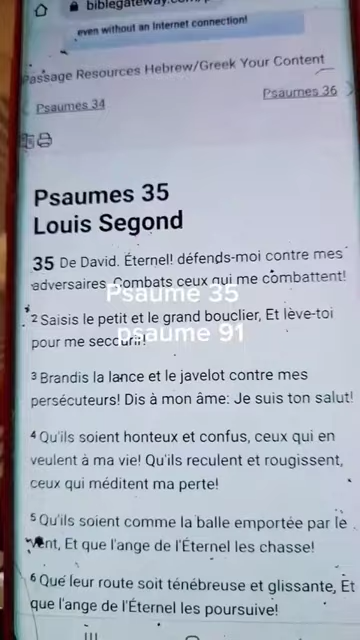 biblegateway.com
even without an Internet connection!
Passage Resources Hebrew/Greek Your Content
Psaumes 34
Psaumes 36
Psaumes 35
Louis Segond
35 De David. Éternel! défends-moi contre mes
adversaires, Combats ceux qui me combattent!
Psaume 35
2 Saisis le petit et le grand bouclier, Et lève-toi
psaume 91
pour me secourir!
3 Brandis la lance et le javelot contre mes
persécuteurs! Dis à mon âme: Je suis ton salut!
4 Qu'ils soient honteux et confus, ceux qui en
veulent à ma vie! Qu'ils reculent et rougissent,
ceux qui méditent ma perte!
5 Qu'ils soient comme la balle emportée par le
vent, Et que l'ange de l'Éternel les chasse!
6 Que leur route soit ténébreuse et glissante, Et
que l'ange de l'Éternel les poursuive!